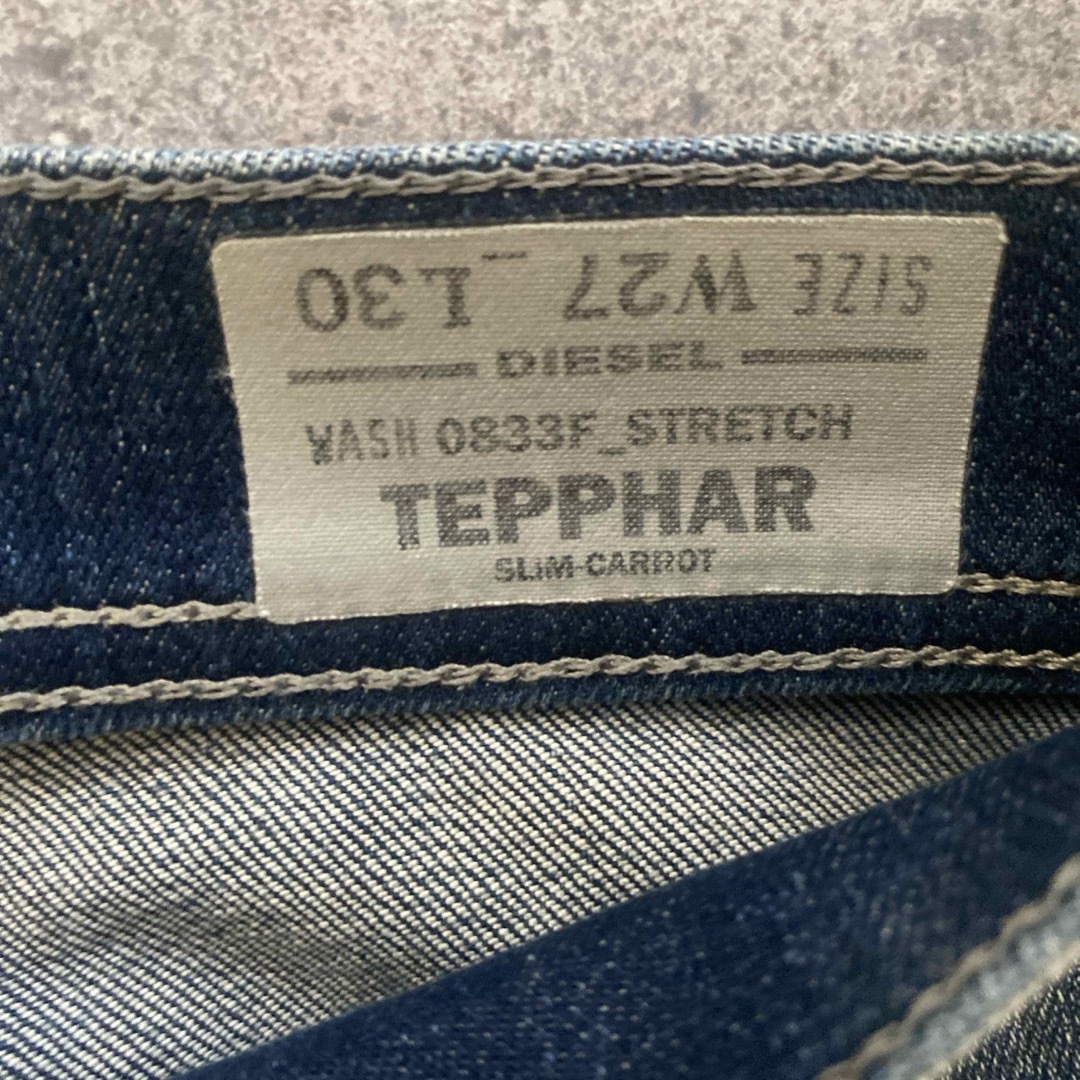 SIZE W27_L30
DIESEL
WASH 0833F_STRETCH
TEPPHAR
SLIM-CARROT